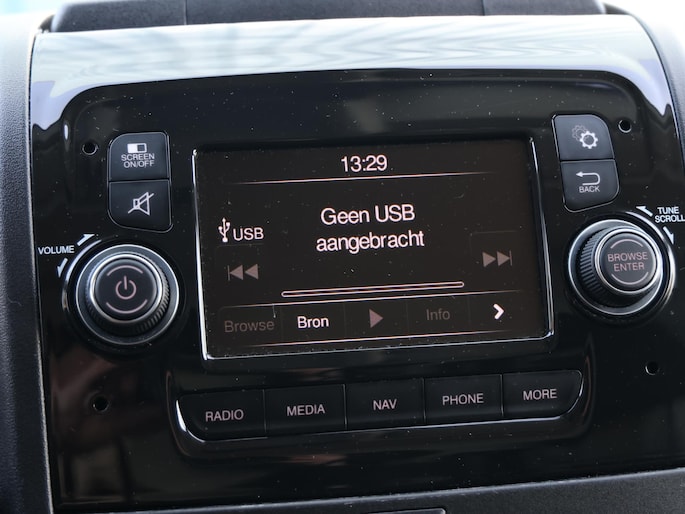 SCREEN
ON/OFF
VOLUME
13:29
USB
Geen USB
aangebracht
Browse
Bron
Info
BACK
TUNE
SCROLL
BROWSE
ENTER
RADIO
MEDIA
NAV
PHONE
MORE